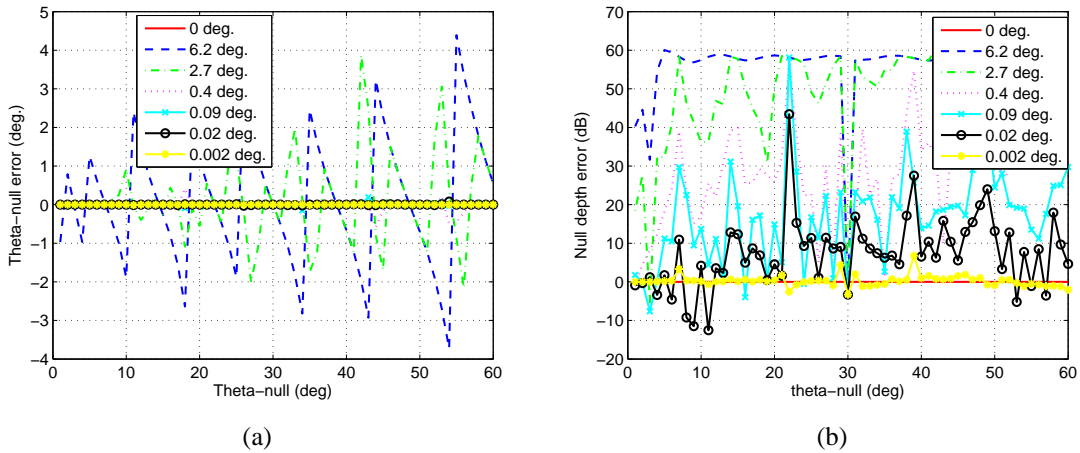 5
4
3
2
1
0
−1
−2
−3
−4
0 10 20 30 40 50 60
Theta−null error (deg.)
Theta−null (deg)
0 deg.
6.2 deg.
2.7 deg.
0.4 deg.
0.09 deg.
0.02 deg.
0.002 deg.
(a)
70
60
50
40
30
20
10
0
−10
−20
0 10 20 30 40 50 60
Null depth error (dB)
theta−null (deg)
0 deg.
6.2 deg.
2.7 deg.
0.4 deg.
0.09 deg.
0.02 deg.
0.002 deg.
(b)